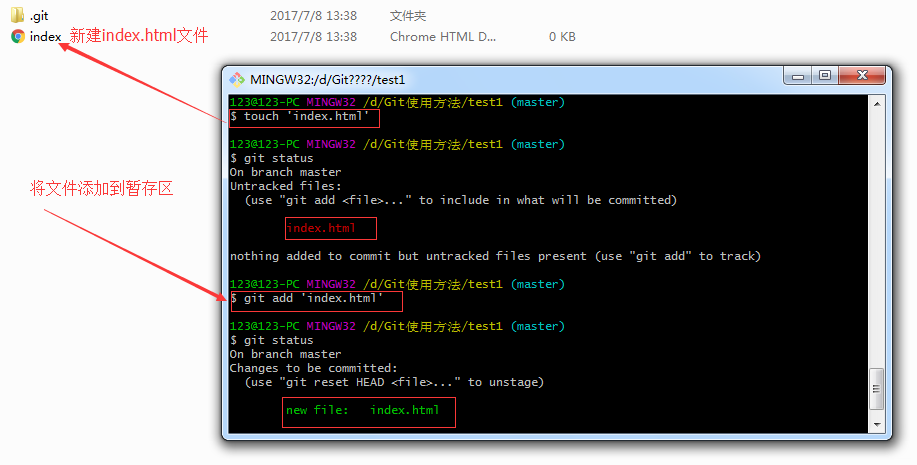 .git 2017/7/8 13:38 文件夹
index 新建index.html文件 2017/7/8 13:38 Chrome HTML D... 0 KB
MINGW32:/d/Git????/test1
123@123-PC MINGW32 /d/Git使用方法/test1 (master)
$ touch 'index.html'
123@123-PC MINGW32 /d/Git使用方法/test1 (master)
$ git status
On branch master
Untracked files:
(use "git add <file>..." to include in what will be committed)
将文件添加到暂存区
index.html
nothing added to commit but untracked files present (use "git add" to track)
123@123-PC MINGW32 /d/Git使用方法/test1 (master)
$ git add 'index.html'
123@123-PC MINGW32 /d/Git使用方法/test1 (master)
$ git status
On branch master
Changes to be committed:
(use "git reset HEAD <file>..." to unstage)
new file: index.html